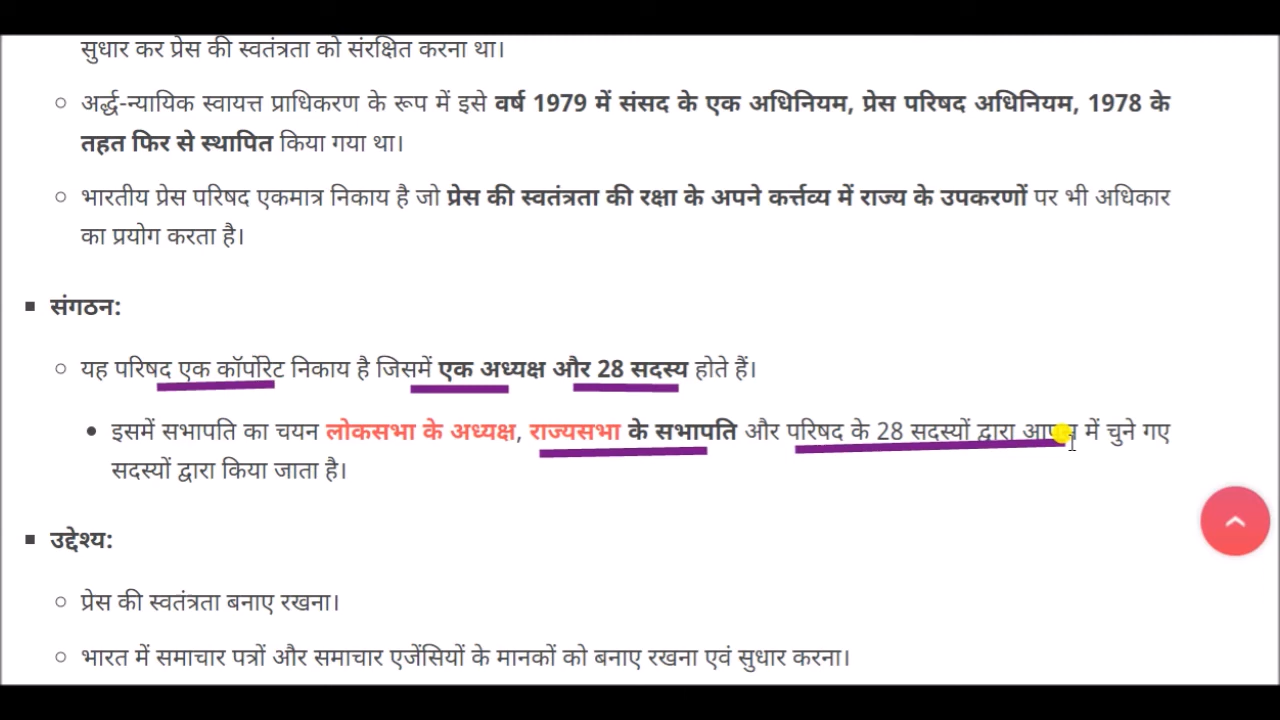 सुधार कर प्रेस की स्वतंत्रता को संरक्षित करना था।
अर्द्ध-न्यायिक स्वायत्त प्राधिकरण के रूप में इसे वर्ष 1979 में संसद के एक अधिनियम, प्रेस परिषद अधिनियम, 1978 के
तहत फिर से स्थापित किया गया था।
भारतीय प्रेस परिषद एकमात्र निकाय है जो प्रेस की स्वतंत्रता की रक्षा के अपने कर्त्तव्य में राज्य के उपकरणों पर भी अधिकार
का प्रयोग करता है।
संगठन:
यह परिषद एक कॉर्पोरेट निकाय है जिसमें एक अध्यक्ष और 28 सदस्य होते हैं।
इसमें सभापति का चयन लोकसभा के अध्यक्ष, राज्यसभा के सभापति और परिषद के 28 सदस्यों द्वारा में चुने गए
सदस्यों द्वारा किया जाता है।
उद्देश्य:
प्रेस की स्वतंत्रता बनाए रखना।
भारत में समाचार पत्रों और समाचार एजेंसियों के मानकों को बनाए रखना एवं सुधार करना।